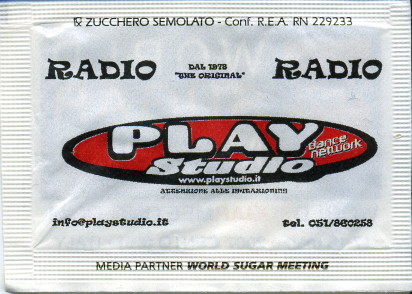 ZUCCHERO SEMOLATO - Conf. R.E.A. RN 229233
RADIO DAL 1978 RADIO
"THE ORIGINAL"
PLAY
Studio
dance
network
www.playstudio.it
ATTENZIONE ALLE IMITAZIONI!!!!
info@playstudio.it tel. 051/860258
MEDIA PARTNER WORLD SUGAR MEETING